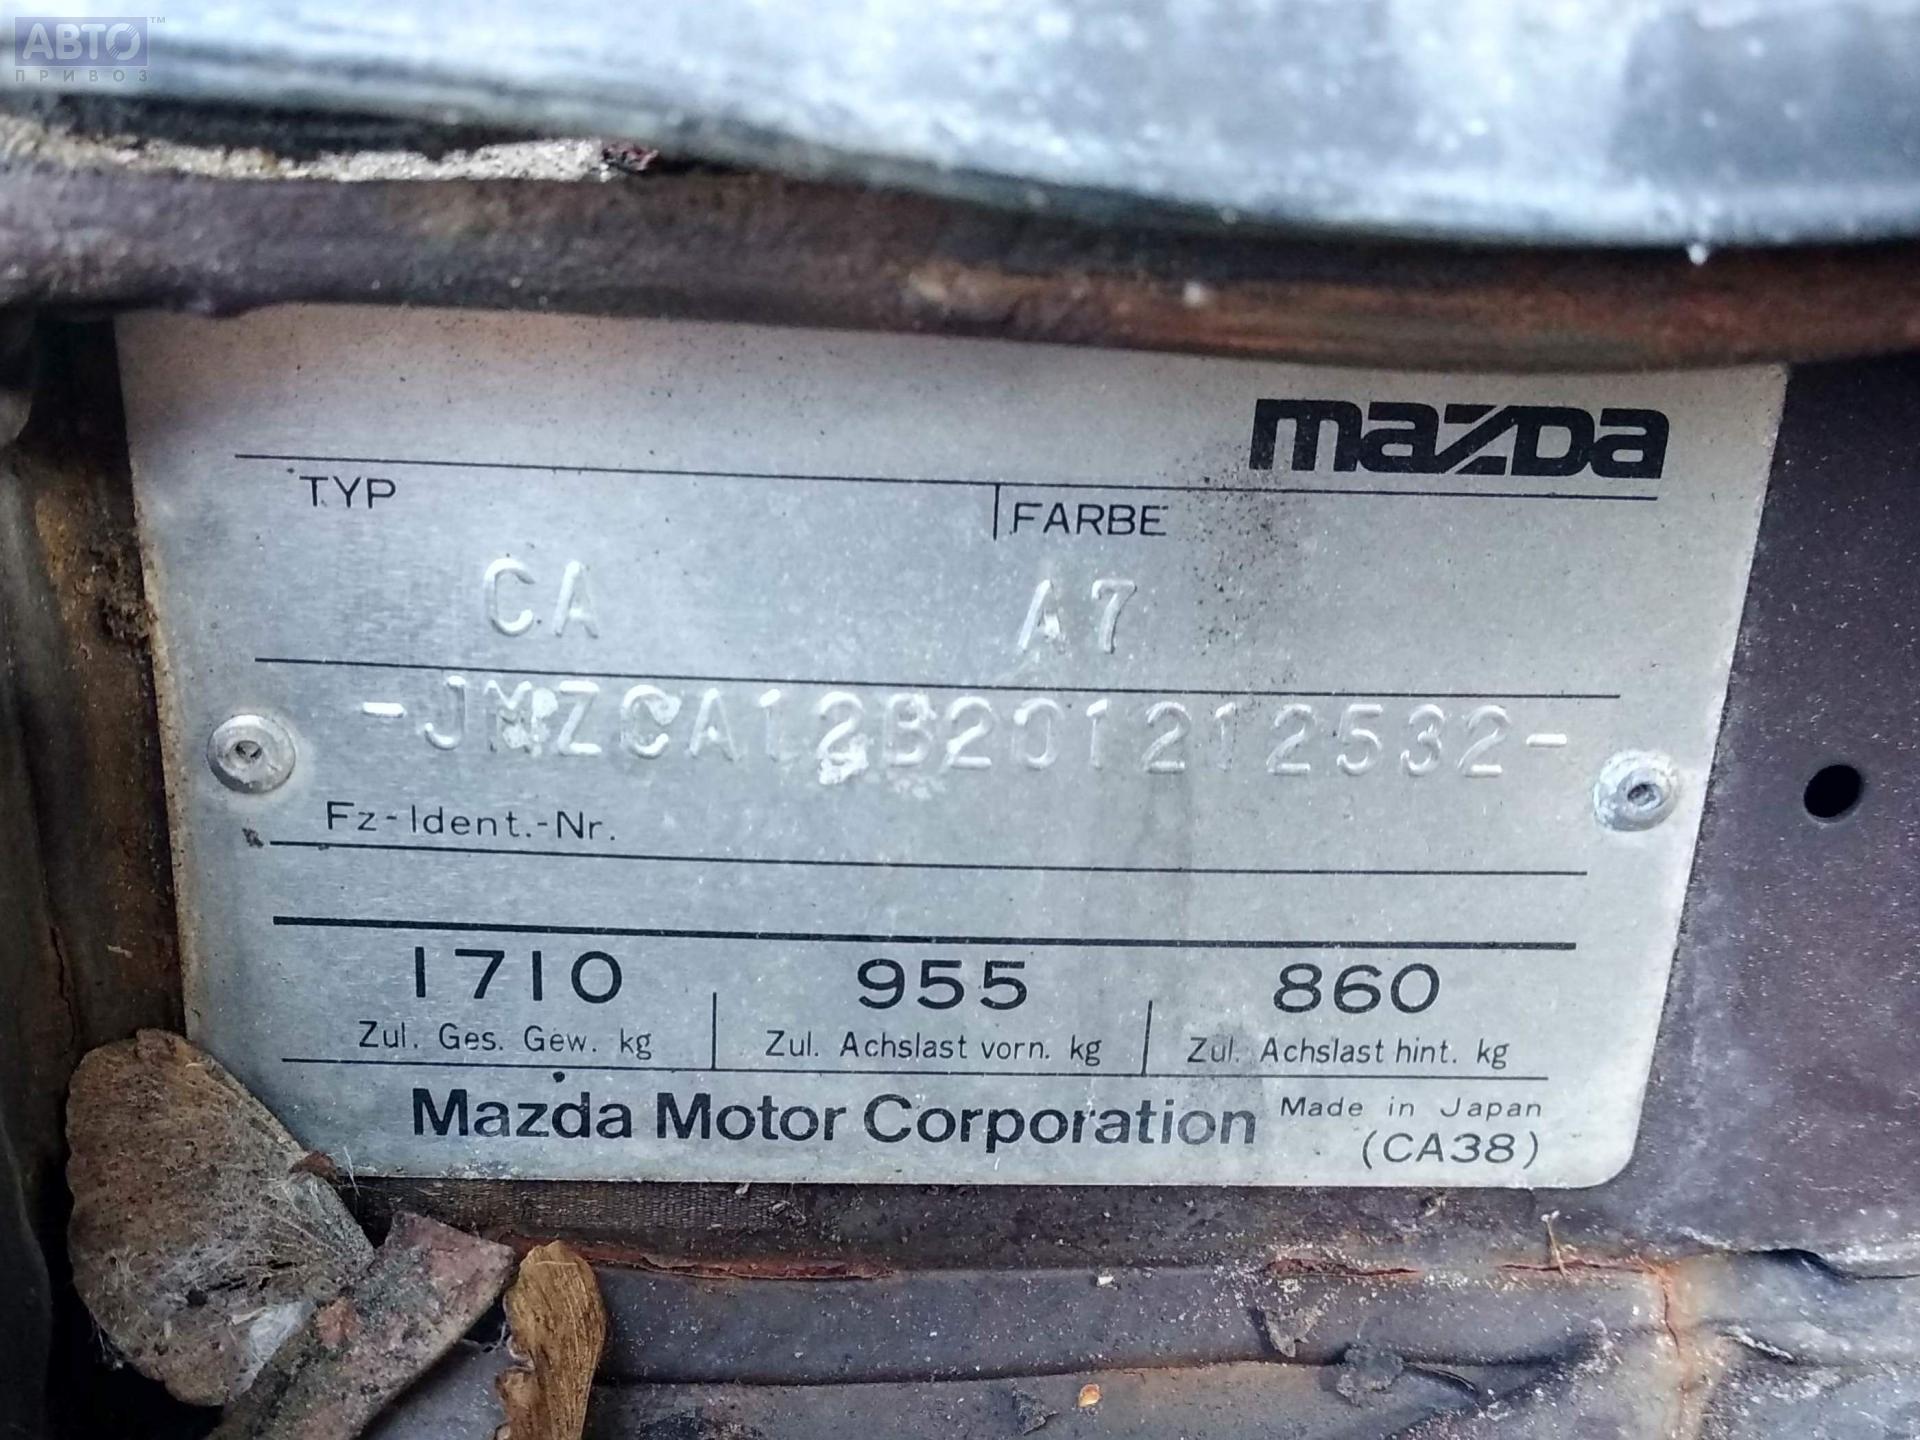 АВТО™
ПРИВОЗ
mazda
TYP FARBE
CA A7
-JMZCA12B201212532-
Fz-Ident.-Nr.
1710 955 860
Zul. Ges. Gew. kg Zul. Achslast vorn. kg Zul. Achslast hint. kg
Mazda Motor Corporation Made in Japan
(CA38)